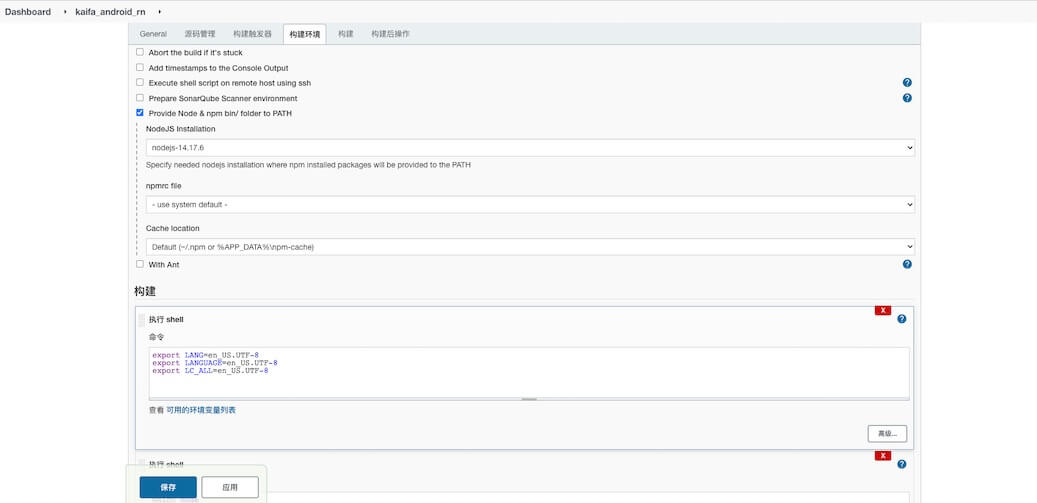 Dashboard
kaifa_android_rn
General 源码管理 构建触发器 构建环境 构建 构建后操作
Abort the build if it's stuck
Add timestamps to the Console Output
Execute shell script on remote host using ssh
Prepare SonarQube Scanner environment
Provide Node & npm bin/ folder to PATH
NodeJS Installation
nodejs-14.17.6
Specify needed nodejs installation where npm installed packages will be provided to the PATH
npmrc file
- use system default -
Cache location
Default (~/.npm or %APP_DATA%\npm-cache)
With Ant
构建
X
执行 shell
命令
export LANG=en_US.UTF-8
export LANGUAGE=en_US.UTF-8
export LC_ALL=en_US.UTF-8
查看 可用的环境变量列表
高级...
X
执行 shell
保存 应用